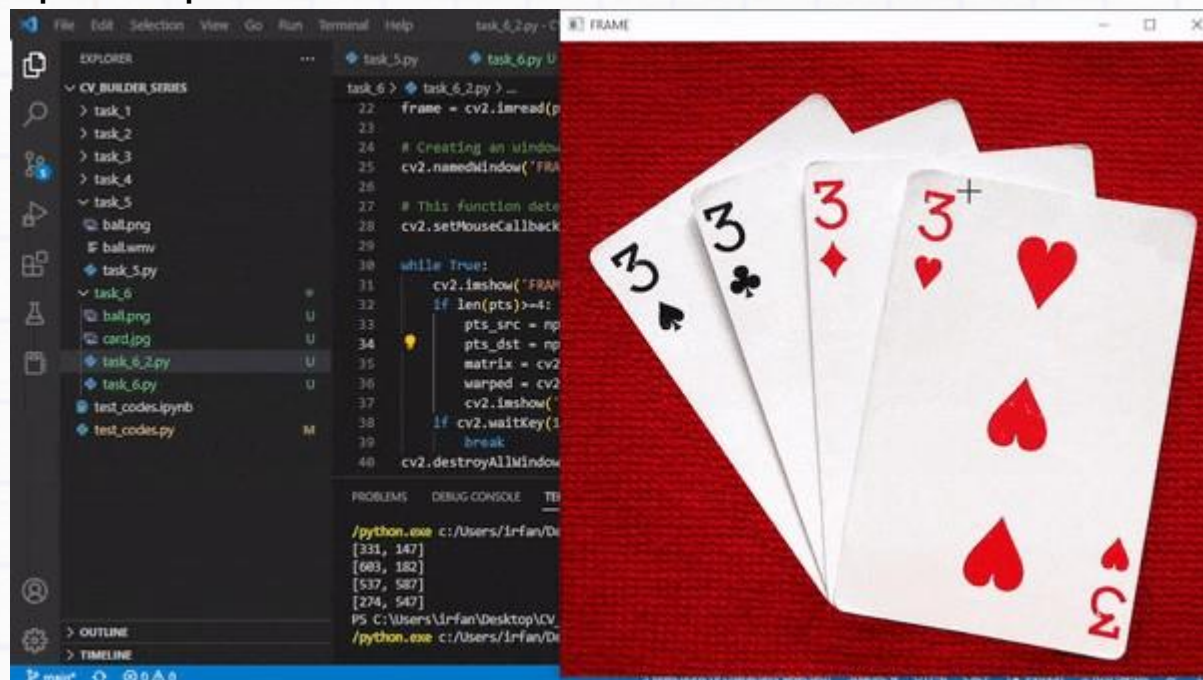 File Edit Selection View Go Run Terminal Help task_6_2.py - C
FRAME
EXPLORER
CV_BUILDER_SERIES
task_1
task_2
task_3
task_4
task_5
ball.png
ball.wmv
task_5.py
task_6
ball.png U
card.jpg U
task_6_2.py U
task_6.py U
test_codes.ipynb
test_codes.py M
OUTLINE
TIMELINE
task_5.py task_6.py U
task_6 > task_6_2.py > ...
22 frame = cv2.imread(p
23
24 # Creating an window
25 cv2.namedWindow('FRA
26
27 # This function dete
28 cv2.setMouseCallback
29
30 while True:
31 cv2.imshow('FRAM
32 if len(pts)>=4:
33 pts_src = np
34 pts_dst = np
35 matrix = cv2
36 warped = cv2
37 cv2.imshow('
38 if cv2.waitKey(1
39 break
40 cv2.destroyAllWindow
PROBLEMS DEBUG CONSOLE TE
/python.exe c:/Users/irfan/De
[331, 147]
[603, 182]
[537, 587]
[274, 547]
PS C:\Users\irfan\Desktop\CV_
/python.exe c:/Users/irfan/De
main* 0 0
3
3
3
3
3